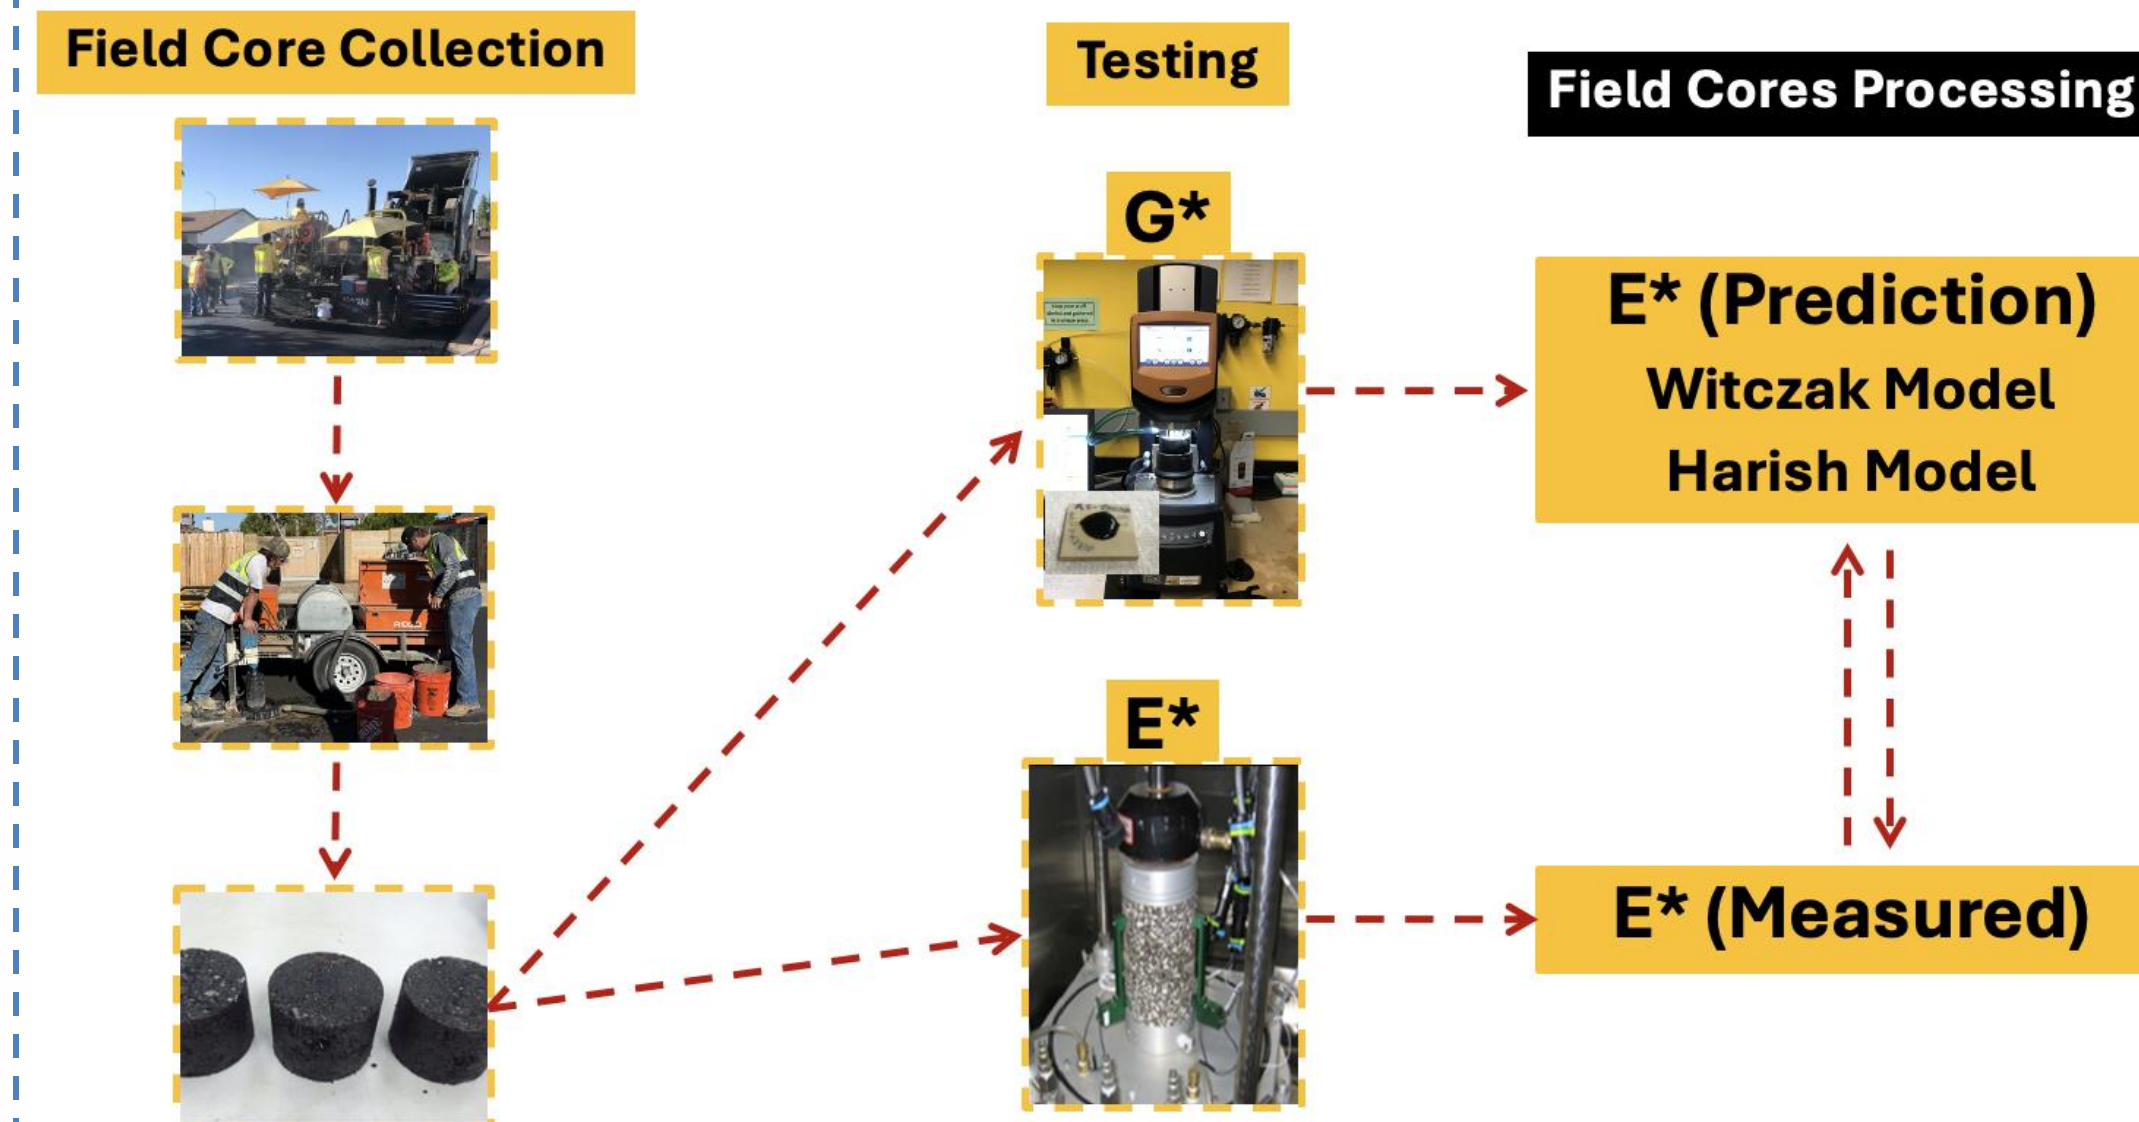 Field Core Collection
Testing
Field Cores Processing
G*
E* (Prediction)
Witczak Model
Harish Model
E*
E* (Measured)